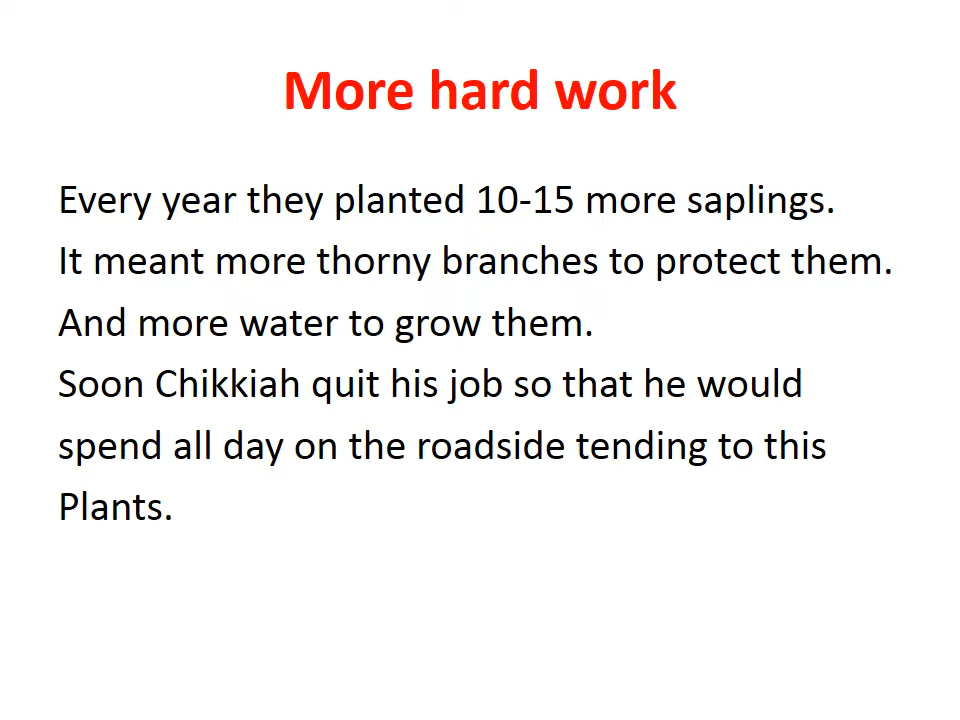 More hard work
Every year they planted 10-15 more saplings.
It meant more thorny branches to protect them.
And more water to grow them.
Soon Chikkiah quit his job so that he would
spend all day on the roadside tending to this
Plants.